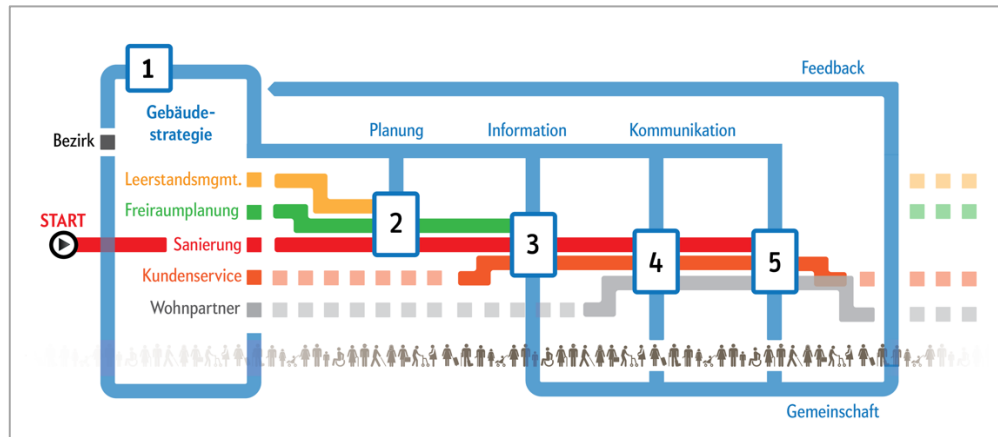 1
Feedback
Gebäude-
strategie
Planung
Information
Kommunikation
Bezirk
Leerstandsmgmt.
Freiraumplanung
START
Sanierung
Kundenservice
Wohnpartner
2
3
4
5
Gemeinschaft